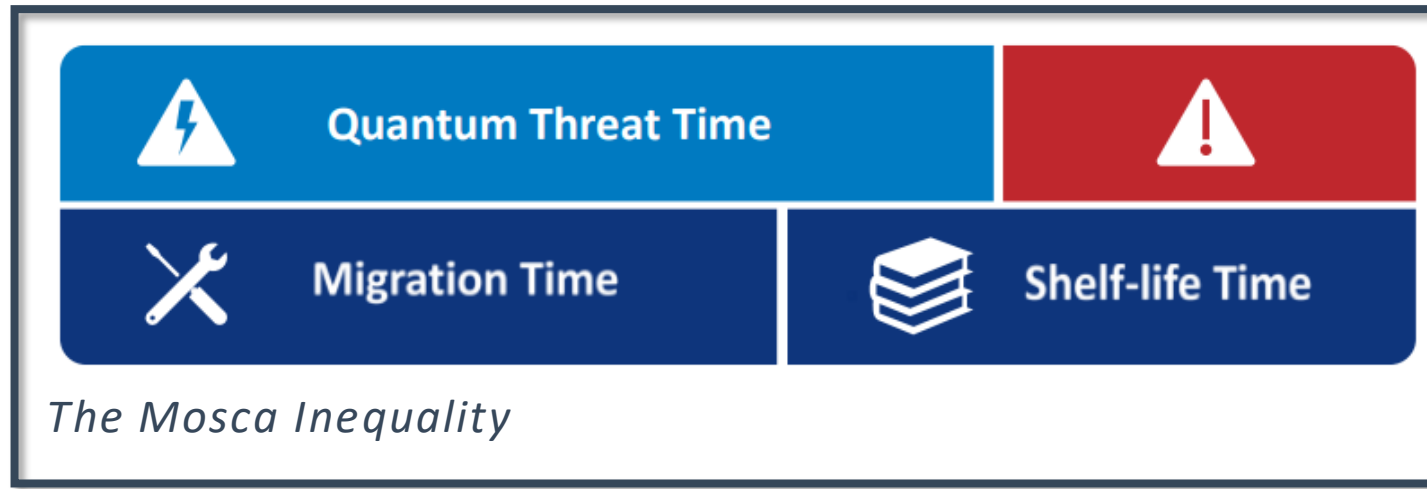 Quantum Threat Time
Migration Time
Shelf-life Time
The Mosca Inequality